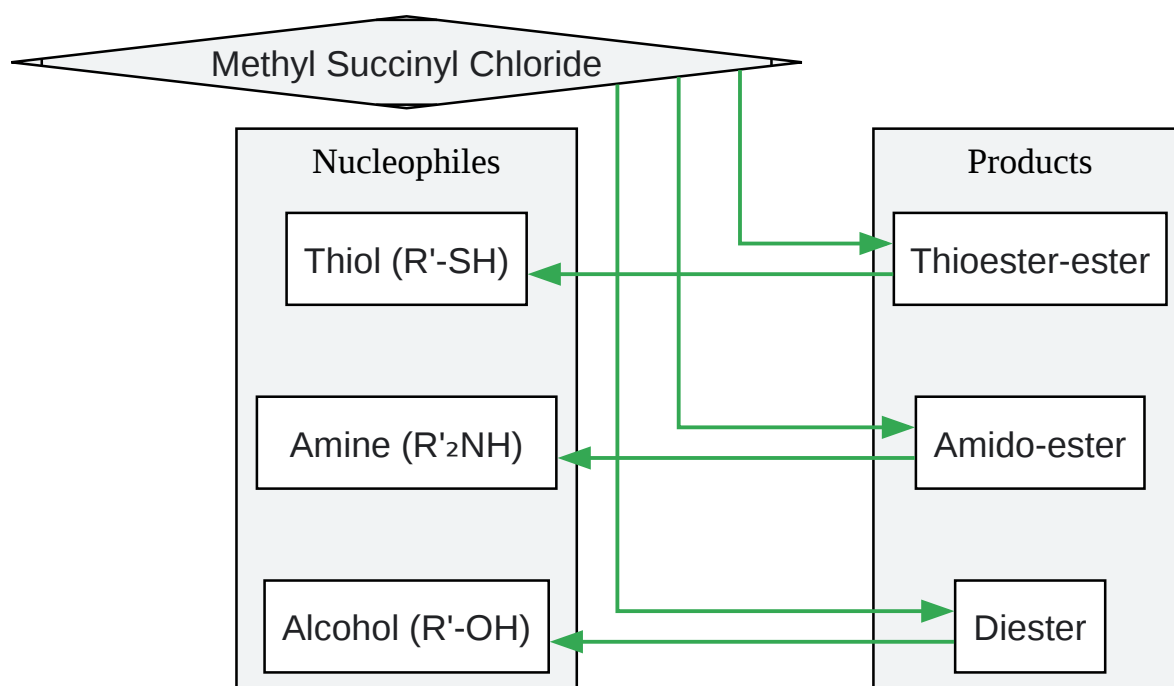 Methyl Succinyl Chloride
Nucleophiles
Products
Thiol (R'-SH)
Thioester-ester
Amine (R'₂NH)
Amido-ester
Alcohol (R'-OH)
Diester